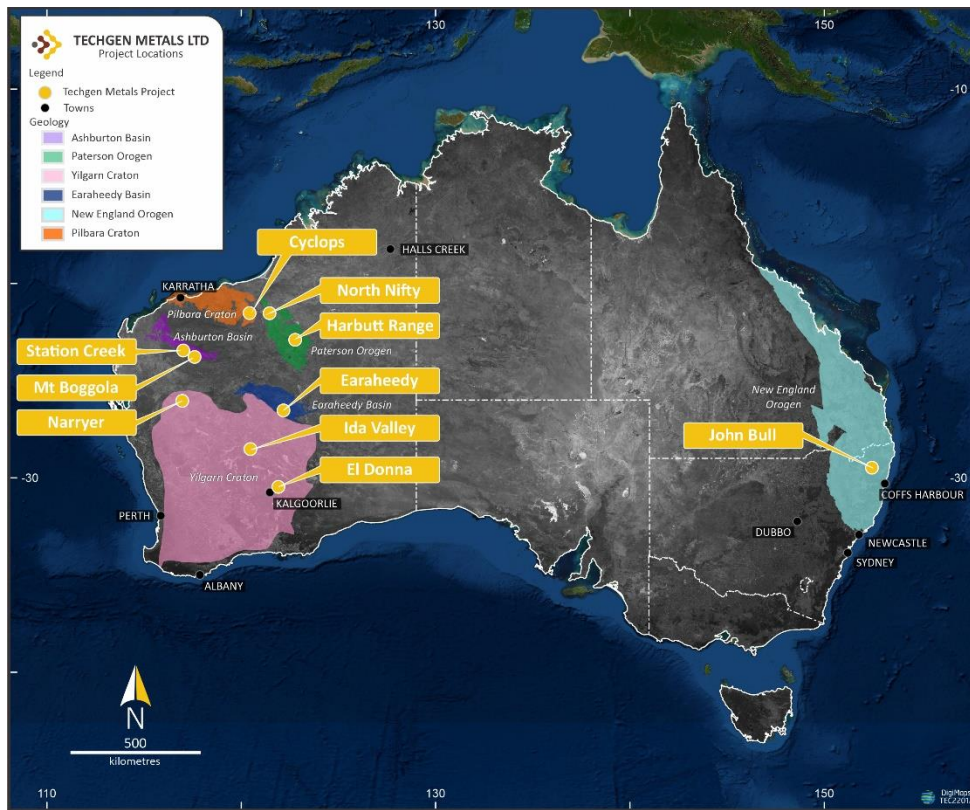 130
150
TECHGEN METALS LTD
Project Locations
Legend
Techgen Metals Project
Towns
Geology
Ashburton Basin
Paterson Orogen
Yilgarn Craton
Earaheedy Basin
New England Orogen
Pilbara Craton
-10
Cyclops
HALLS CREEK
KARRATHA
North Nifty
Pilbara Craton
Harbutt Range
Ashburton Basin
Station Creek
Paterson Orogen
Mt Boggola
Earaheedy
New England
Orogen
Narryer
Earaheedy Basin
Ida Valley
John Bull
El Donna
Yilgarn Craton
-30
-30
KALGOORLIE
COFFS HARBOUR
PERTH
DUBBO
NEWCASTLE
SYDNEY
ALBANY
N
500
kilometres
110
130
150
DigiMaps